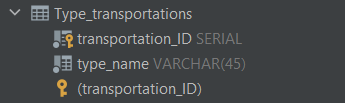 Type_transportations
transportation_ID SERIAL
type_name VARCHAR(45)
(transportation_ID)